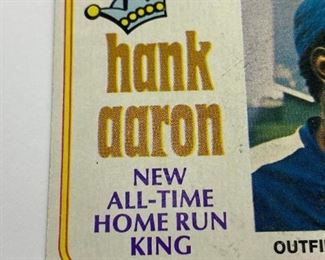 hank
aaron
NEW
ALL-TIME
HOME RUN
KING
OUTFI